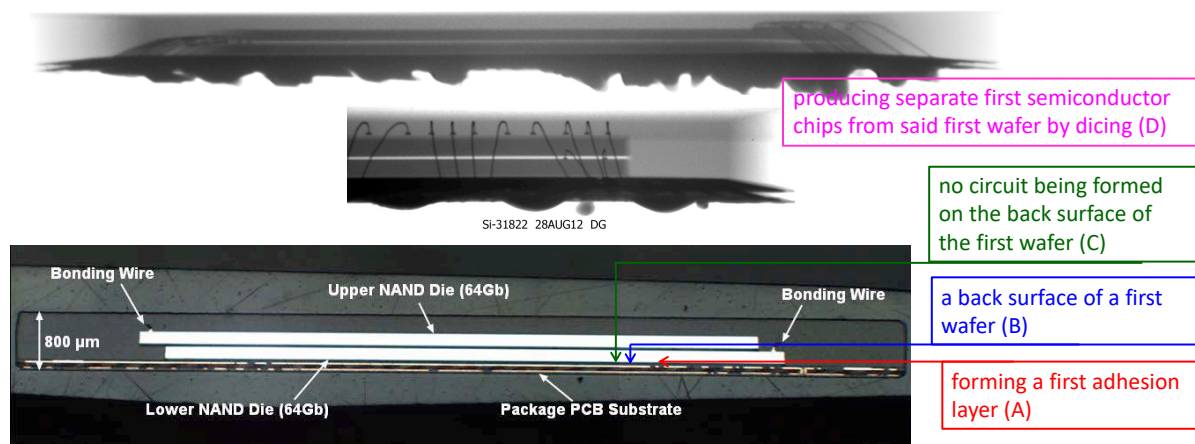 producing separate first semiconductor
chips from said first wafer by dicing (D)
no circuit being formed
on the back surface of
the first wafer (C)
Si-31822 28AUG12 DG
Bonding Wire
Upper NAND Die (64Gb)
Bonding Wire
a back surface of a first
wafer (B)
800 µm
Lower NAND Die (64Gb)
Package PCB Substrate
forming a first adhesion
layer (A)